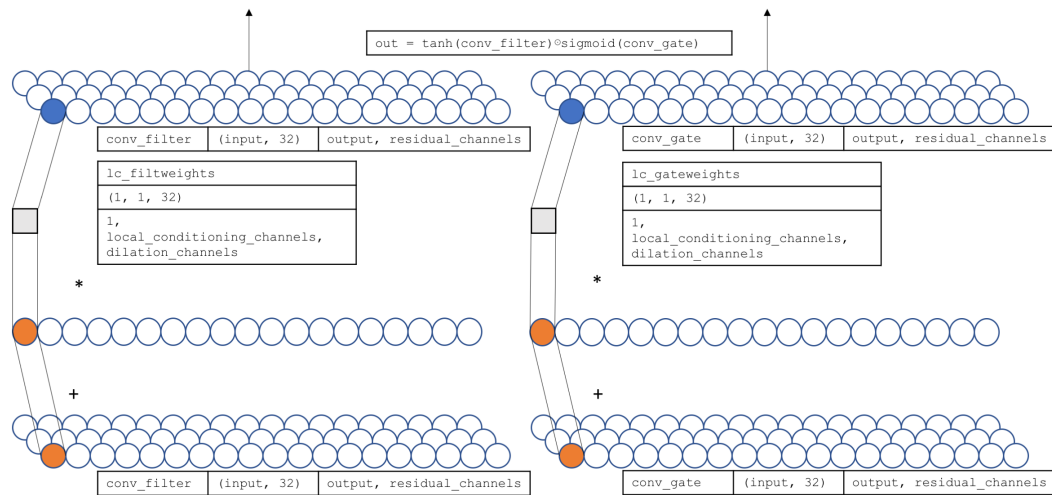 out = tanh(conv_filter)⊙sigmoid(conv_gate)
conv_filter (input, 32) output, residual_channels
conv_gate (input, 32) output, residual_channels
lc_filtweights
(1, 1, 32)
1,
local_conditioning_channels,
dilation_channels
lc_gateweights
(1, 1, 32)
1,
local_conditioning_channels,
dilation_channels
*
*
+
+
conv_filter (input, 32) output, residual_channels
conv_gate (input, 32) output, residual_channels